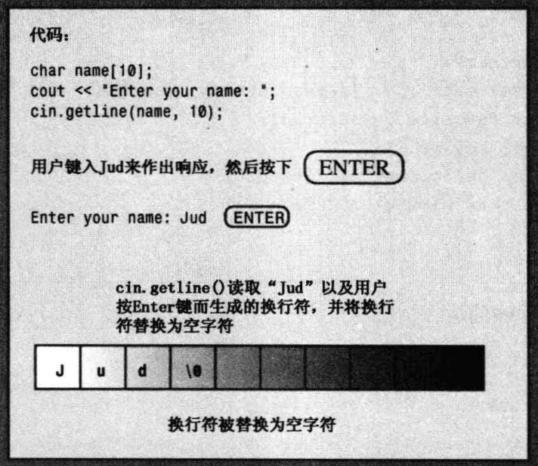 代码：
char name[10];
cout << "Enter your name: ";
cin.getline(name, 10);
用户键入Jud来作出响应，然后按下 ENTER
Enter your name: Jud ENTER
cin.getline()读取“Jud”以及用户
按Enter键而生成的换行符，并将换行
符替换为空字符
J u d \0
换行符被替换为空字符